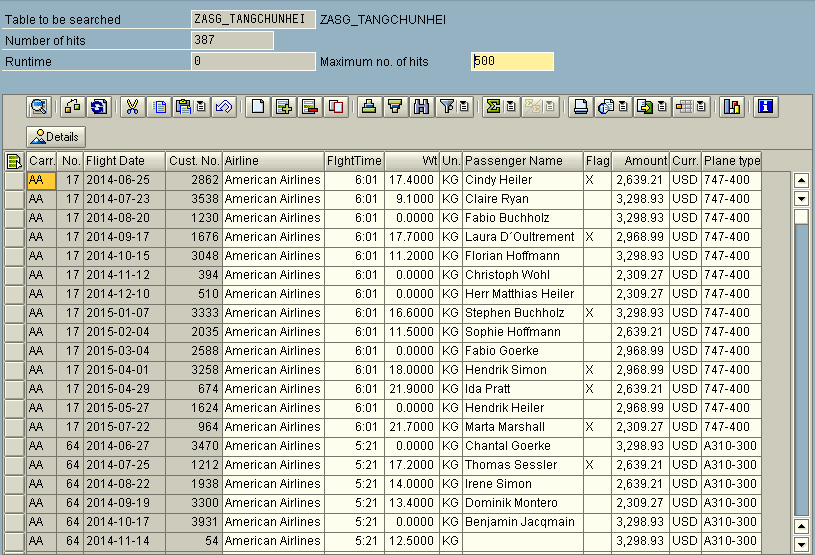 Table to be searched ZASG_TANGCHUNHEI ZASG_TANGCHUNHEI
Number of hits 387
Runtime 0 Maximum no. of hits 500
Details
Carr. No. Flight Date Cust. No. Airline FlghtTime Wt Un. Passenger Name Flag Amount Curr. Plane type
AA 17 2014-06-25 2862 American Airlines 6:01 17.4000 KG Cindy Heiler X 2,639.21 USD 747-400
AA 17 2014-07-23 3538 American Airlines 6:01 9.1000 KG Claire Ryan 3,298.93 USD 747-400
AA 17 2014-08-20 1230 American Airlines 6:01 0.0000 KG Fabio Buchholz 3,298.93 USD 747-400
AA 17 2014-09-17 1676 American Airlines 6:01 17.7000 KG Laura D´Oultrement X 2,968.99 USD 747-400
AA 17 2014-10-15 3048 American Airlines 6:01 11.2000 KG Florian Hoffmann 3,298.93 USD 747-400
AA 17 2014-11-12 394 American Airlines 6:01 0.0000 KG Christoph Wohl 2,309.27 USD 747-400
AA 17 2014-12-10 510 American Airlines 6:01 0.0000 KG Herr Matthias Heiler 2,309.27 USD 747-400
AA 17 2015-01-07 3333 American Airlines 6:01 16.6000 KG Stephen Buchholz X 3,298.93 USD 747-400
AA 17 2015-02-04 2035 American Airlines 6:01 11.5000 KG Sophie Hoffmann 2,639.21 USD 747-400
AA 17 2015-03-04 2588 American Airlines 6:01 0.0000 KG Fabio Goerke 2,968.99 USD 747-400
AA 17 2015-04-01 3258 American Airlines 6:01 18.0000 KG Hendrik Simon X 2,968.99 USD 747-400
AA 17 2015-04-29 674 American Airlines 6:01 21.9000 KG Ida Pratt X 2,639.21 USD 747-400
AA 17 2015-05-27 1624 American Airlines 6:01 0.0000 KG Hendrik Heiler 2,968.99 USD 747-400
AA 17 2015-07-22 964 American Airlines 6:01 21.7000 KG Marta Marshall X 2,309.27 USD 747-400
AA 64 2014-06-27 3470 American Airlines 5:21 0.0000 KG Chantal Goerke 3,298.93 USD A310-300
AA 64 2014-07-25 1212 American Airlines 5:21 17.2000 KG Thomas Sessler X 2,639.21 USD A310-300
AA 64 2014-08-22 1938 American Airlines 5:21 14.0000 KG Irene Simon 2,639.21 USD A310-300
AA 64 2014-09-19 3300 American Airlines 5:21 13.4000 KG Dominik Montero 2,309.27 USD A310-300
AA 64 2014-10-17 3931 American Airlines 5:21 0.0000 KG Benjamin Jacqmain 3,298.93 USD A310-300
AA 64 2014-11-14 54 American Airlines 5:21 12.5000 KG 3,298.93 USD A310-300